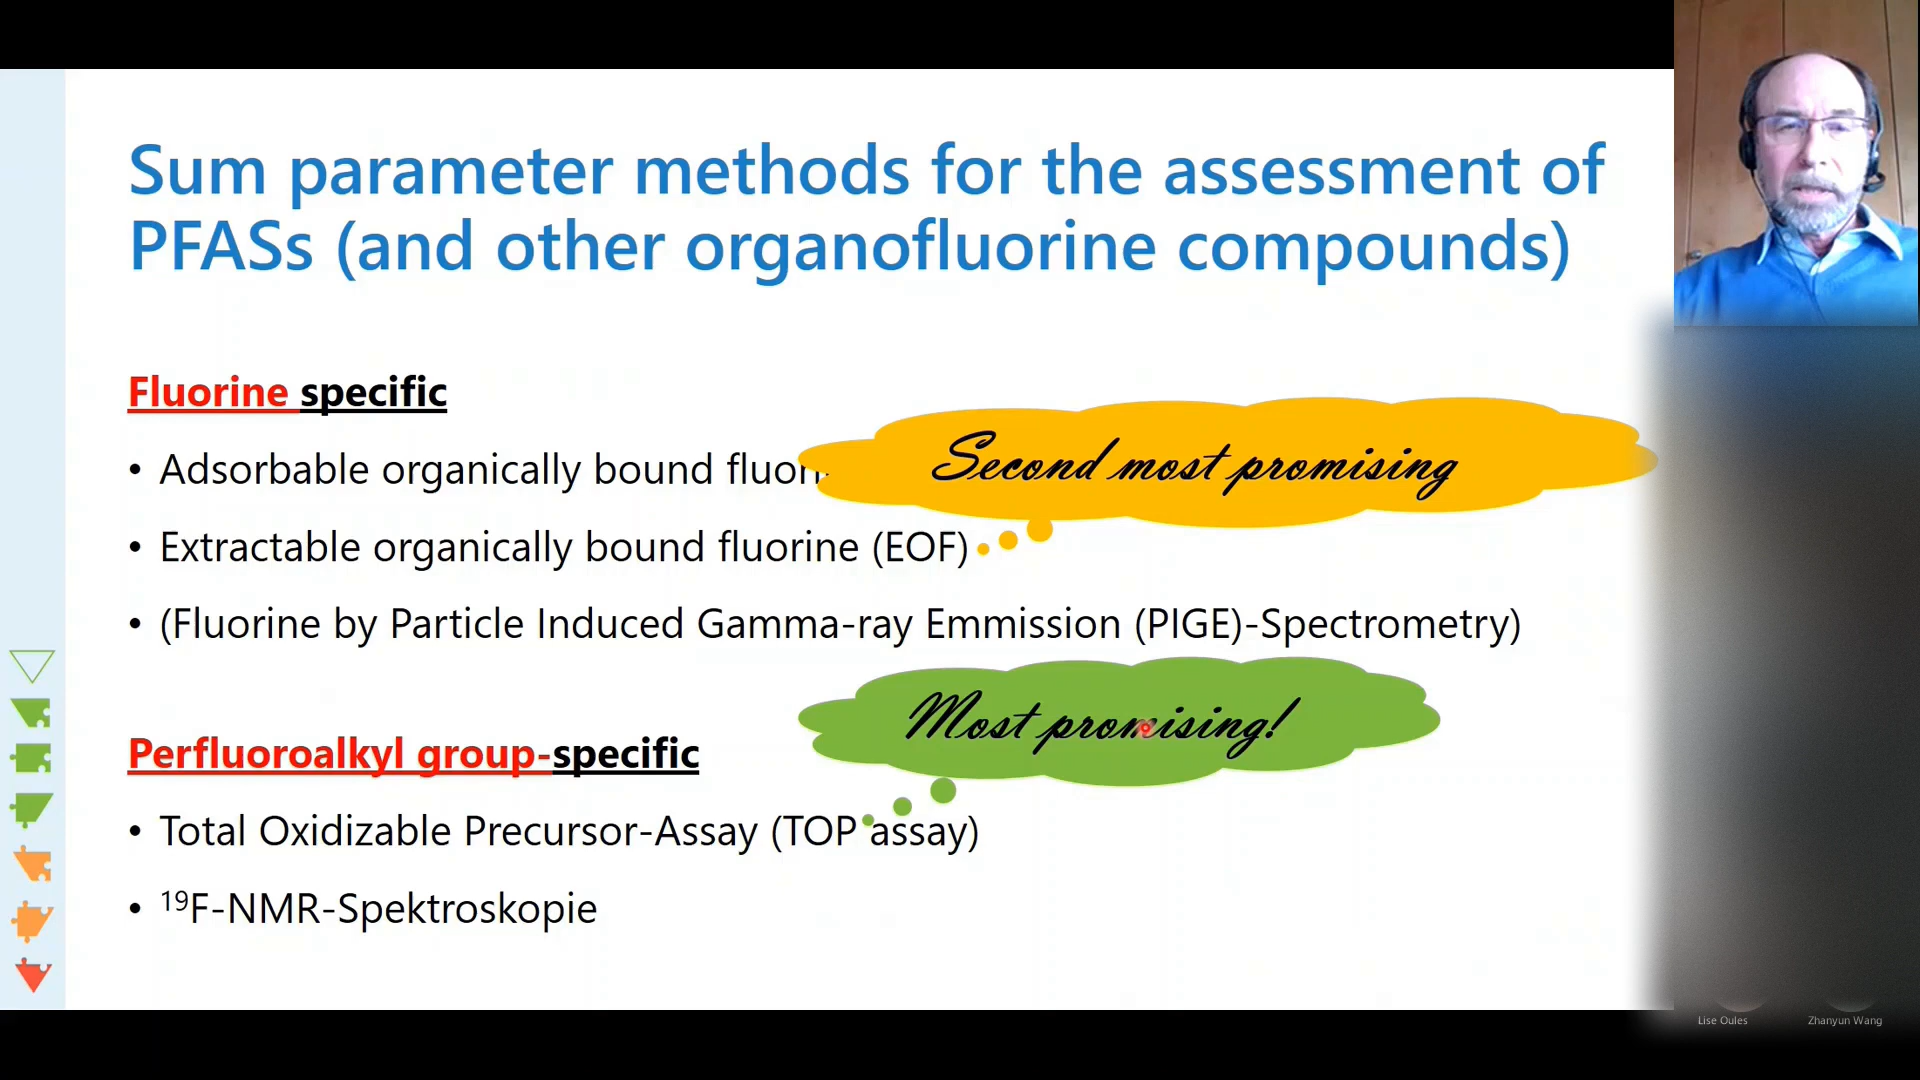 Sum parameter methods for the assessment of
PFASs (and other organofluorine compounds)
Fluorine specific
• Adsorbable organically bound
Second most promising
• Extractable organically bound fluorine (EOF)
• (Fluorine by Particle Induced Gamma-ray Emmission (PIGE)-Spectrometry)
Most promising!
Perfluoroalkyl group-specific
• Total Oxidizable Precursor-Assay (TOP assay)
• ¹⁹F-NMR-Spektroskopie
Lise Oules
Zhanyun Wang